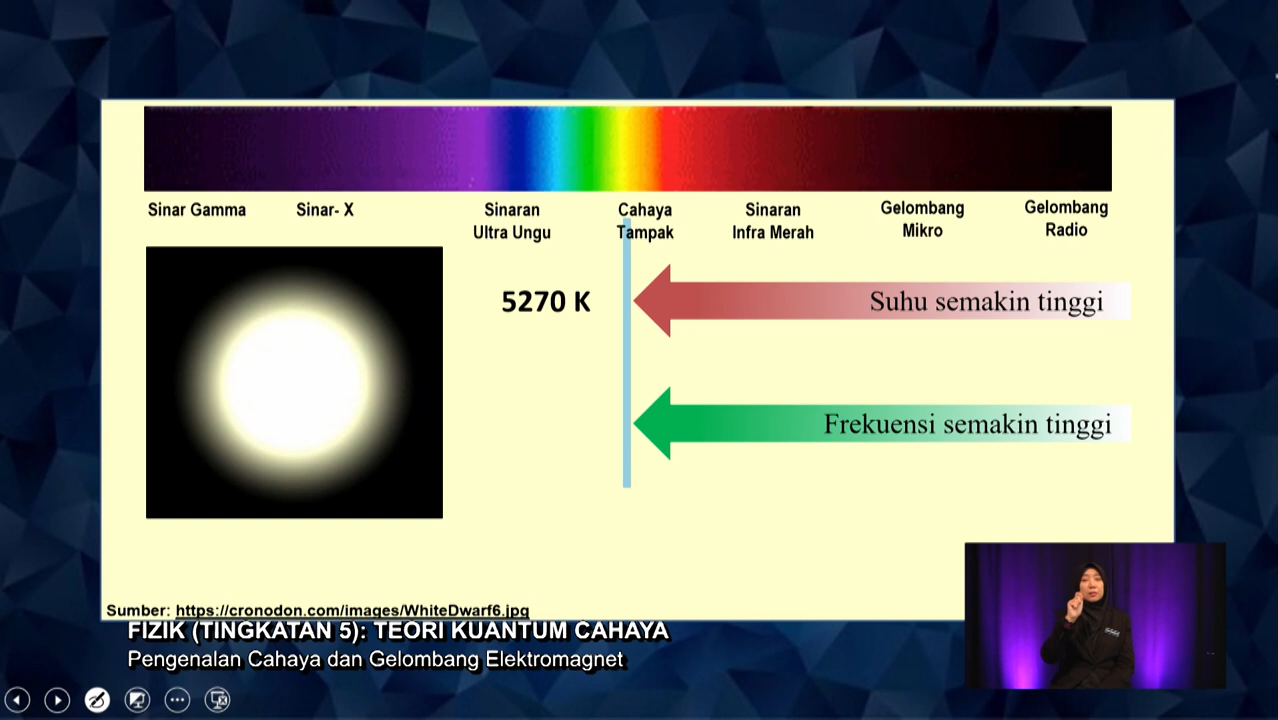 Sinar Gamma
Sinar- X
Sinaran
Ultra Ungu
Cahaya
Tampak
Sinaran
Infra Merah
Gelombang
Mikro
Gelombang
Radio
5270 K
Suhu semakin tinggi
Frekuensi semakin tinggi
Sumber: https://cronodon.com/images/WhiteDwarf6.jpg
FIZIK (TINGKATAN 5): TEORI KUANTUM CAHAYA
Pengenalan Cahaya dan Gelombang Elektromagnet